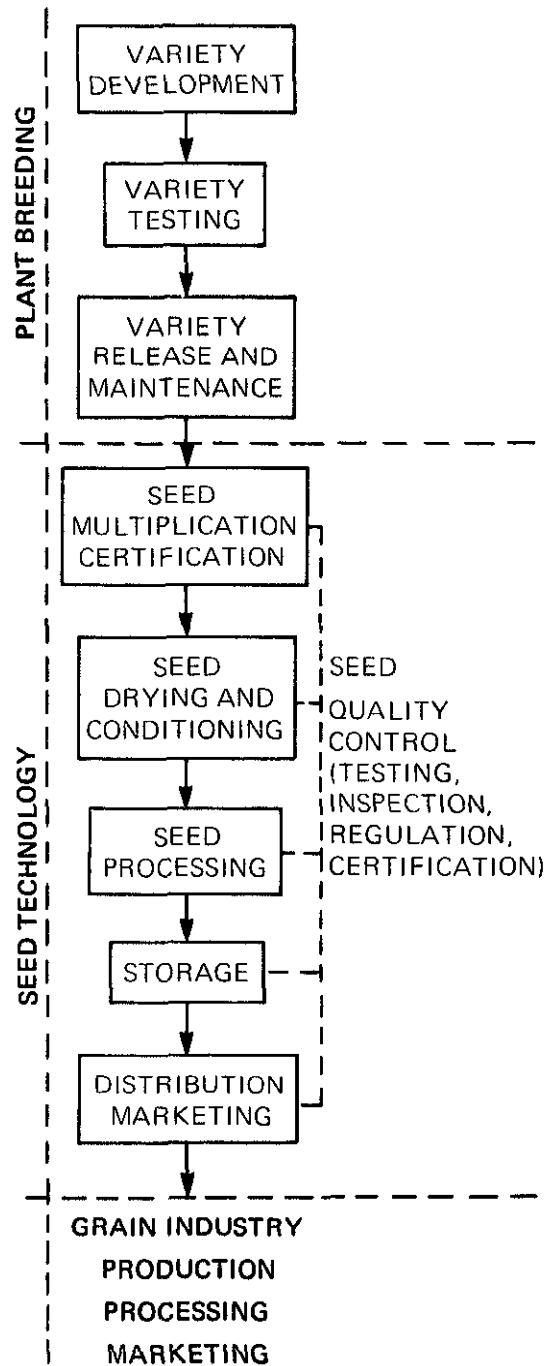 PLANT BREEDING
VARIETY
DEVELOPMENT
VARIETY
TESTING
VARIETY
RELEASE AND
MAINTENANCE
SEED TECHNOLOGY
SEED
MULTIPLICATION
CERTIFICATION
SEED
DRYING AND
CONDITIONING
SEED
PROCESSING
STORAGE
DISTRIBUTION
MARKETING
SEED
QUALITY
CONTROL
(TESTING,
INSPECTION,
REGULATION,
CERTIFICATION)
GRAIN INDUSTRY
PRODUCTION
PROCESSING
MARKETING